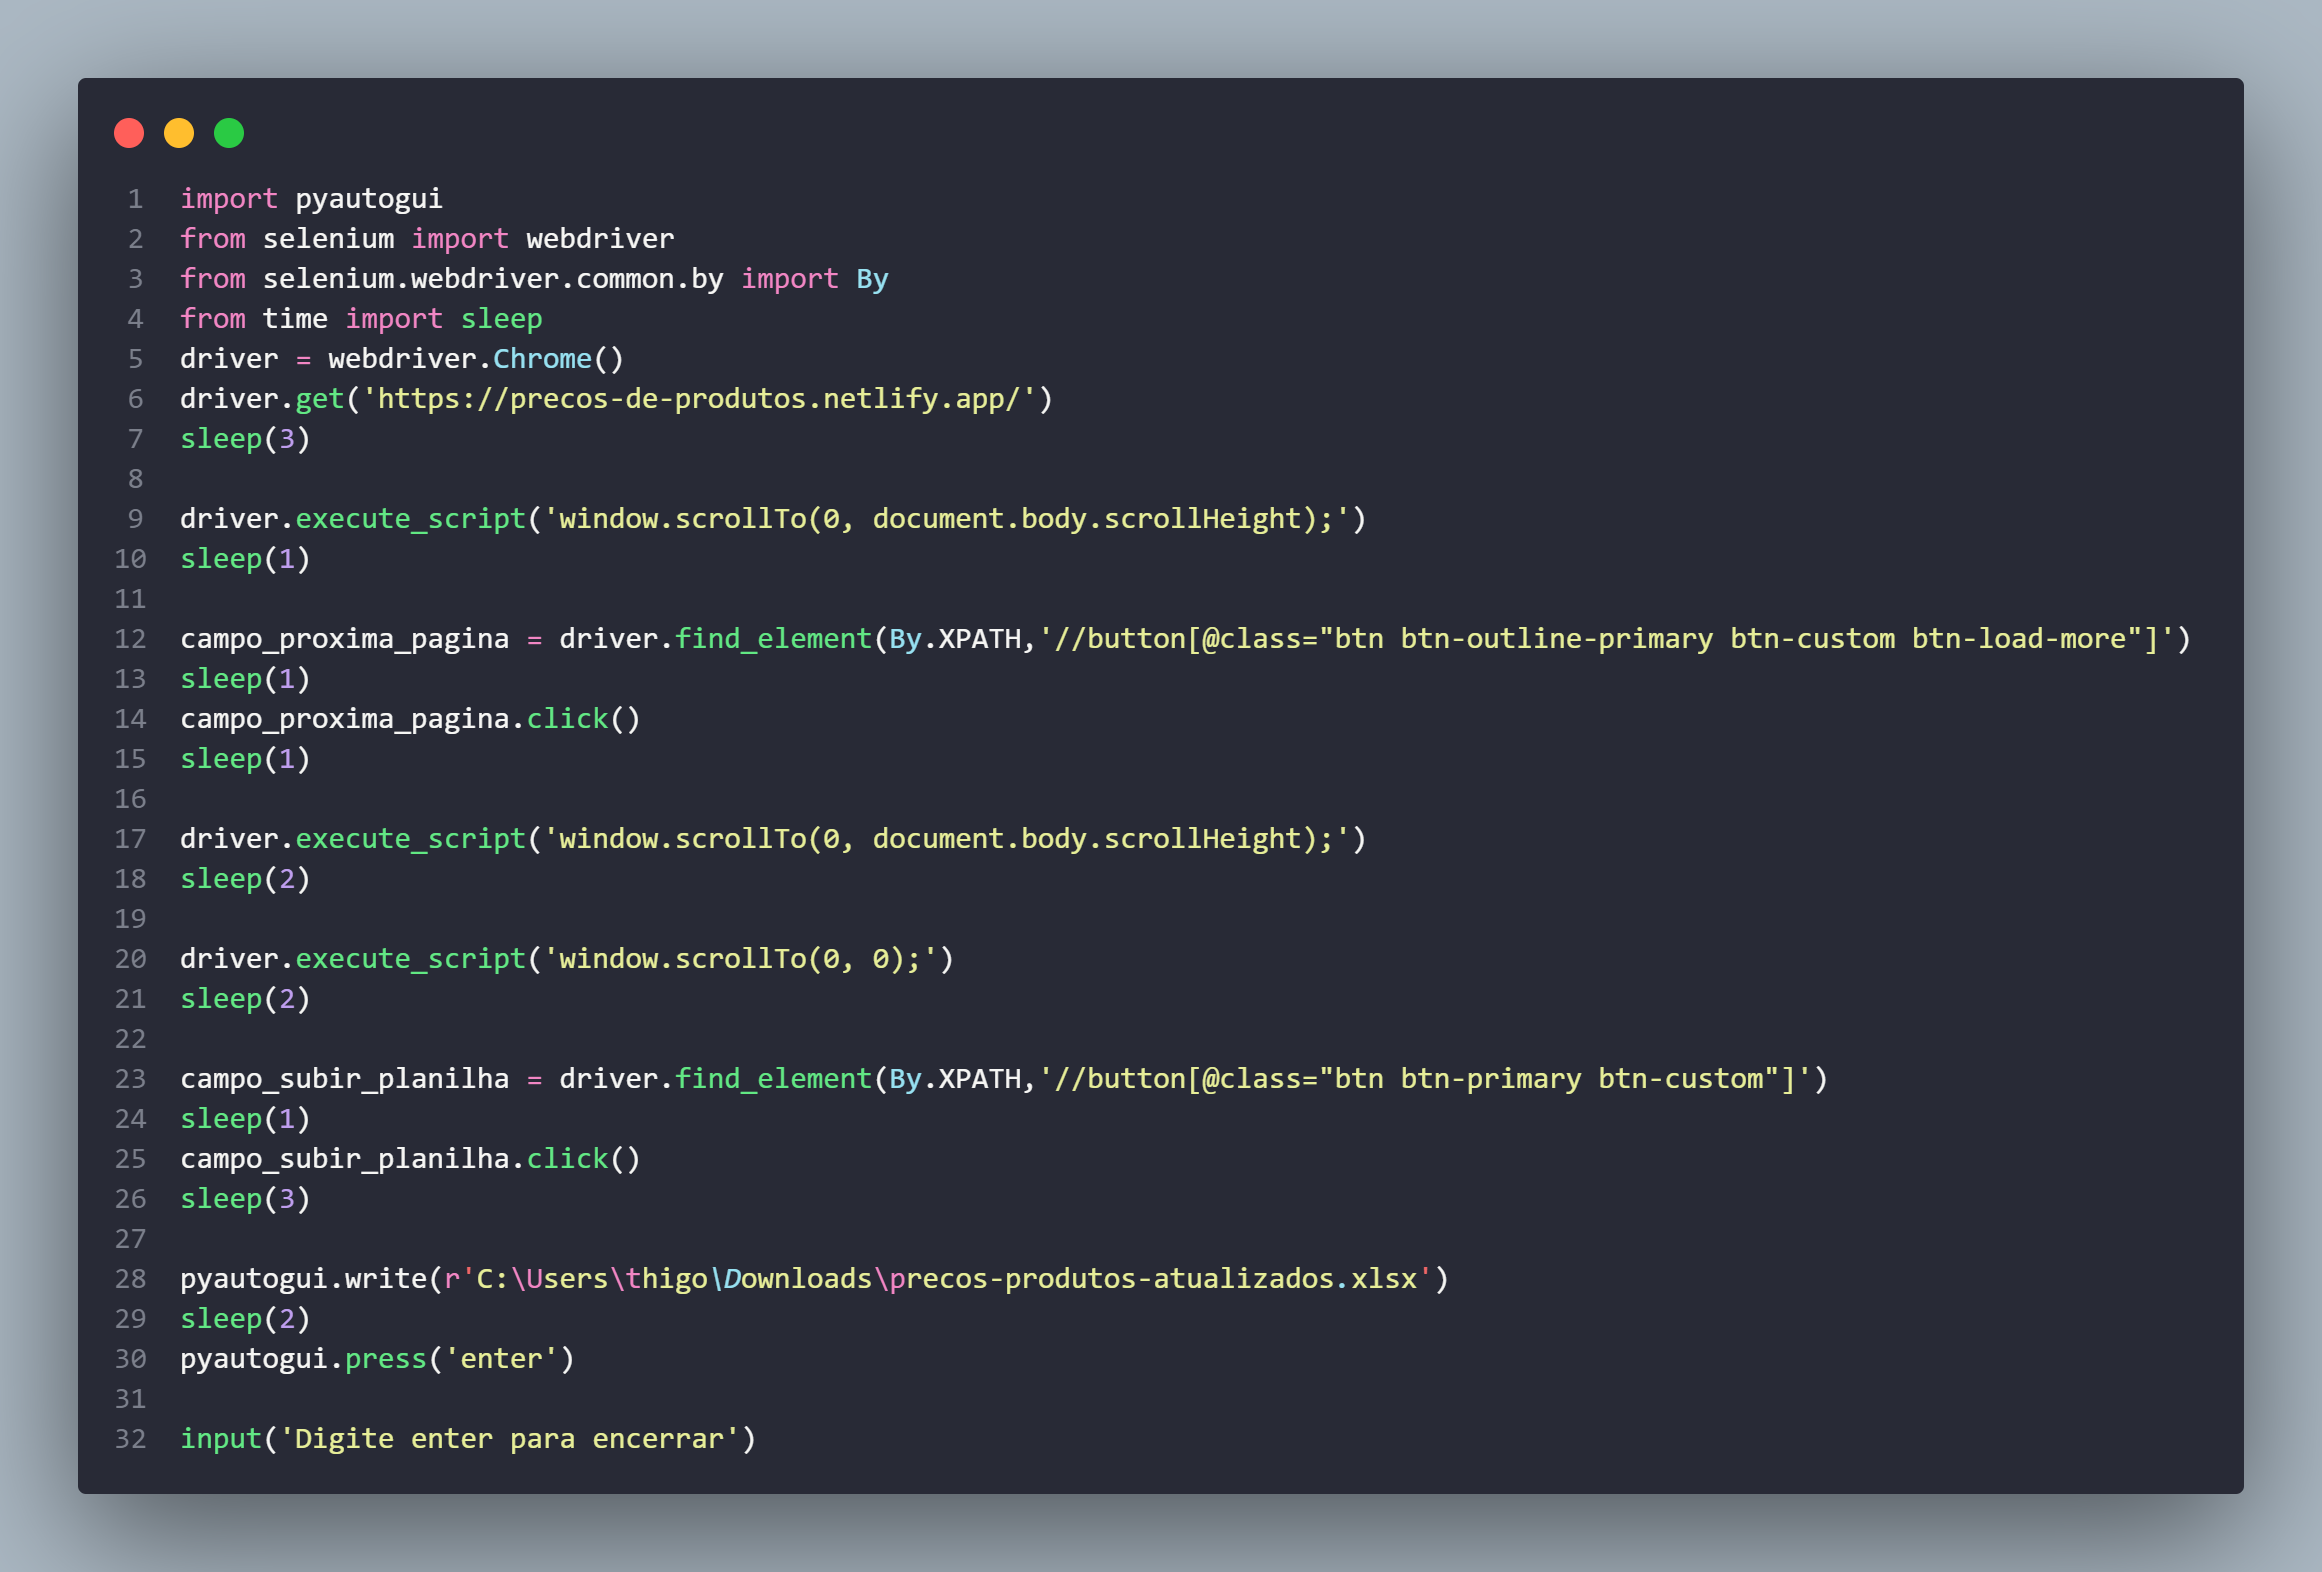 1 import pyautogui
2 from selenium import webdriver
3 from selenium.webdriver.common.by import By
4 from time import sleep
5 driver = webdriver.Chrome()
6 driver.get('https://precos-de-produtos.netlify.app/')
7 sleep(3)
8
9 driver.execute_script('window.scrollTo(0, document.body.scrollHeight);')
10 sleep(1)
11
12 campo_proxima_pagina = driver.find_element(By.XPATH,'//button[@class="btn btn-outline-primary btn-custom btn-load-more"]')
13 sleep(1)
14 campo_proxima_pagina.click()
15 sleep(1)
16
17 driver.execute_script('window.scrollTo(0, document.body.scrollHeight);')
18 sleep(2)
19
20 driver.execute_script('window.scrollTo(0, 0);')
21 sleep(2)
22
23 campo_subir_planilha = driver.find_element(By.XPATH,'//button[@class="btn btn-primary btn-custom"]')
24 sleep(1)
25 campo_subir_planilha.click()
26 sleep(3)
27
28 pyautogui.write(r'C:\Users\thigo\Downloads\precos-produtos-atualizados.xlsx')
29 sleep(2)
30 pyautogui.press('enter')
31
32 input('Digite enter para encerrar')